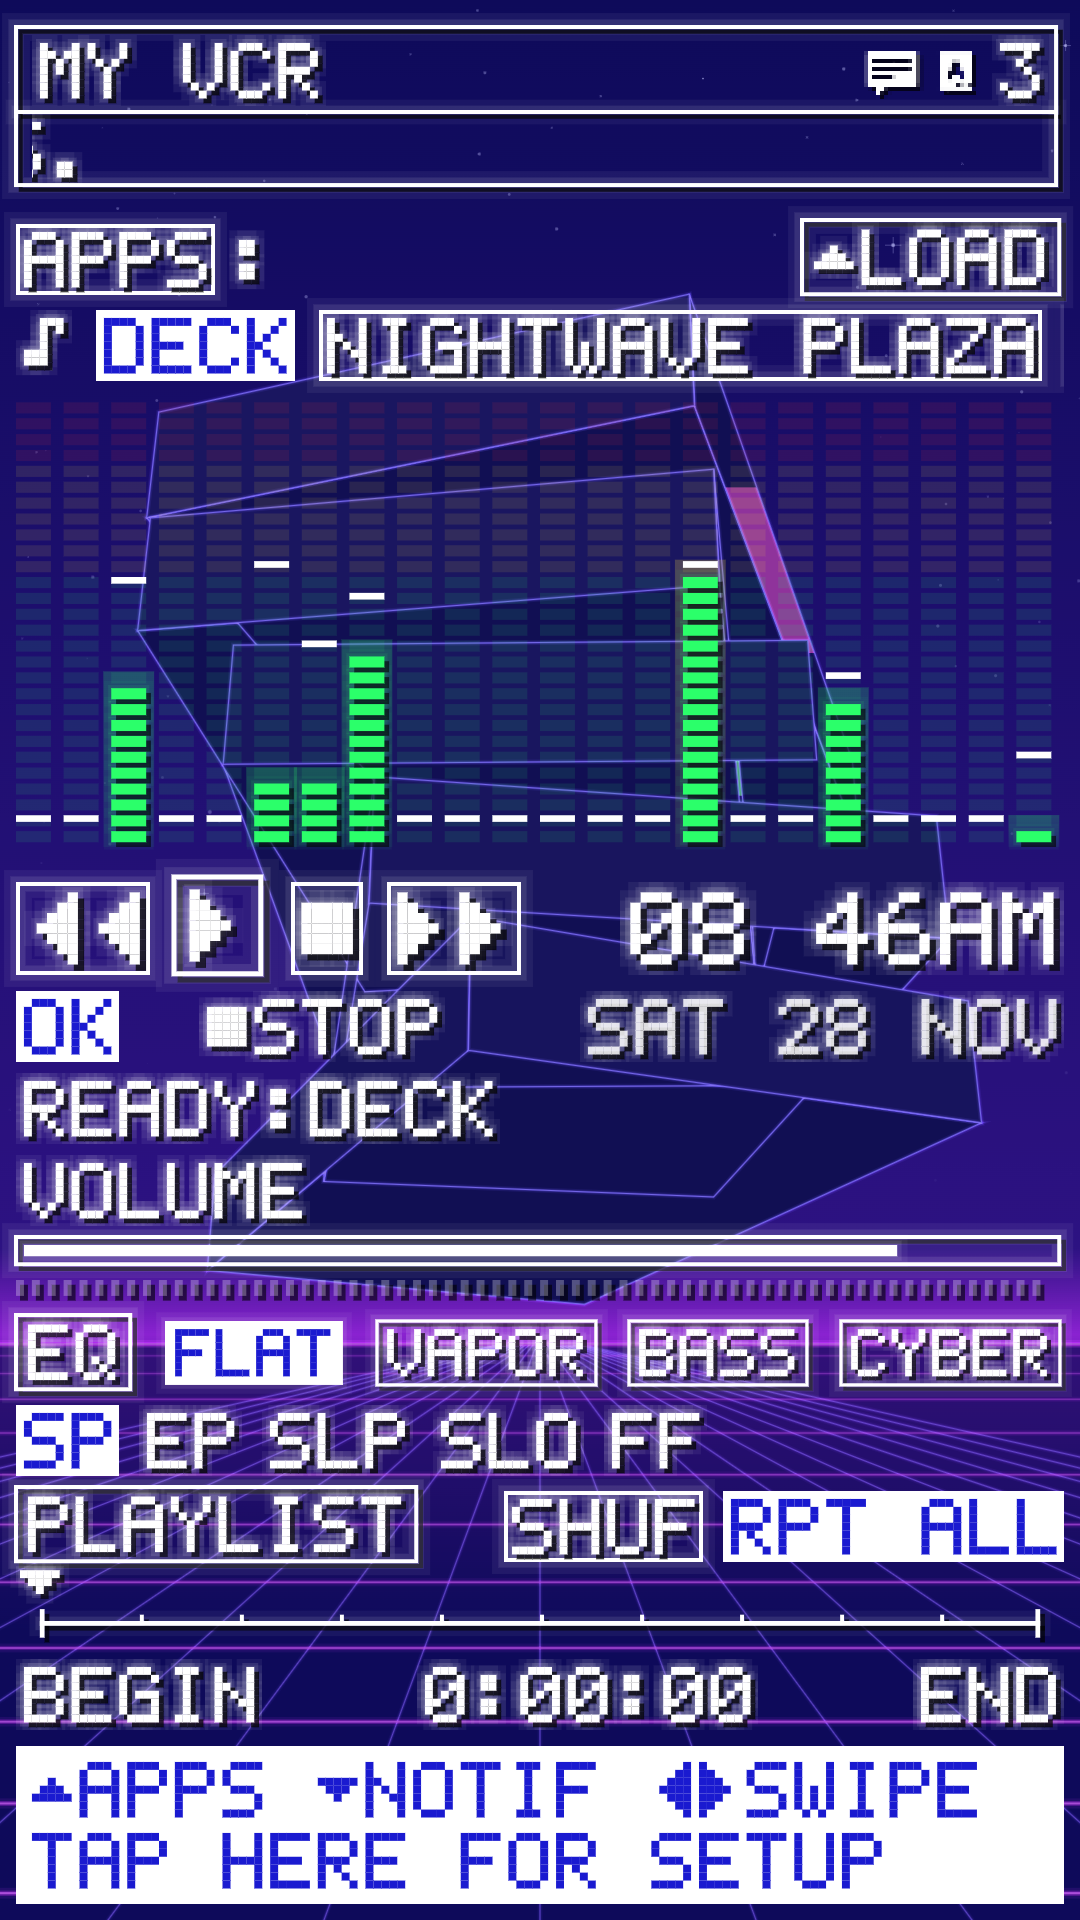 MY VCR 3
APPS: ▲LOAD
♪ DECK NIGHTWAVE PLAZA
08 46AM
OK ■STOP SAT 28 NOV
READY:DECK
VOLUME
EQ FLAT VAPOR BASS CYBER
SP EP SLP SLO FF
PLAYLIST SHUF RPT ALL
BEGIN 0:00:00 END
▲APPS ▼NOTIF ◀▶SWIPE
TAP HERE FOR SETUP